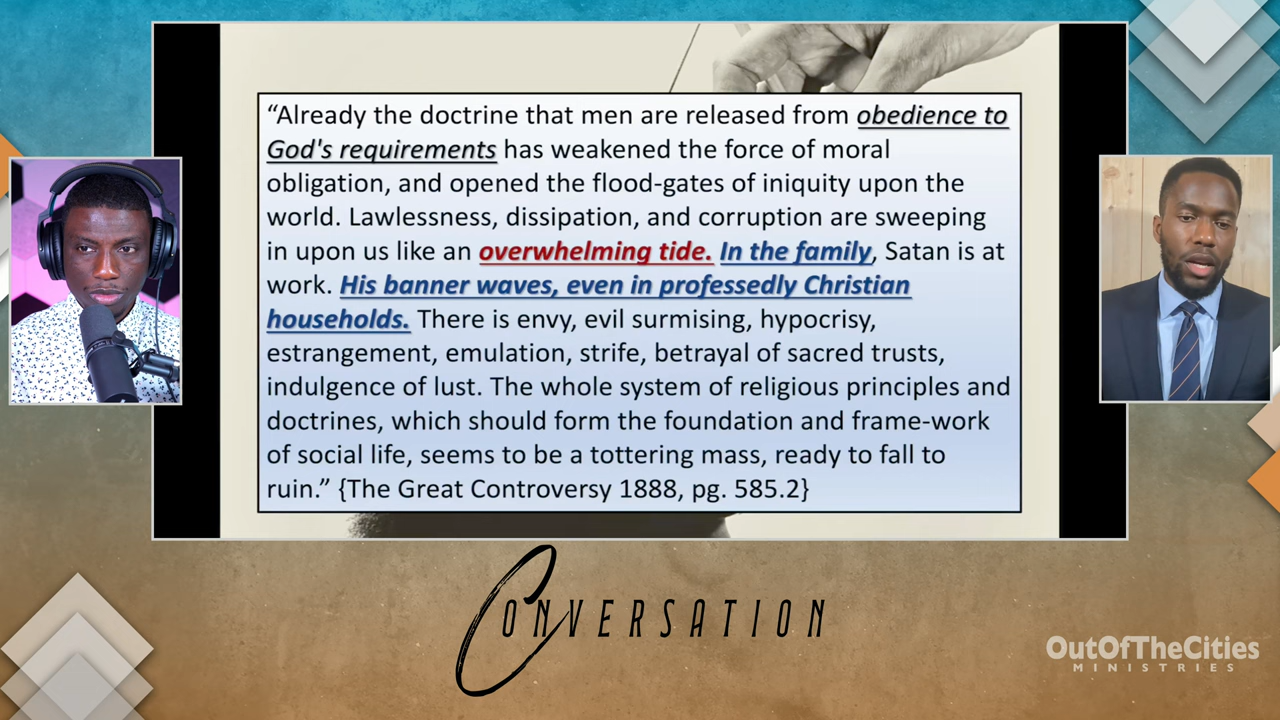 “Already the doctrine that men are released from obedience to
God's requirements has weakened the force of moral
obligation, and opened the flood-gates of iniquity upon the
world. Lawlessness, dissipation, and corruption are sweeping
in upon us like an overwhelming tide. In the family, Satan is at
work. His banner waves, even in professedly Christian
households. There is envy, evil surmising, hypocrisy,
estrangement, emulation, strife, betrayal of sacred trusts,
indulgence of lust. The whole system of religious principles and
doctrines, which should form the foundation and frame-work
of social life, seems to be a tottering mass, ready to fall to
ruin.” {The Great Controversy 1888, pg. 585.2}
CONVERSATION
OutOfTheCities
MINISTRIES